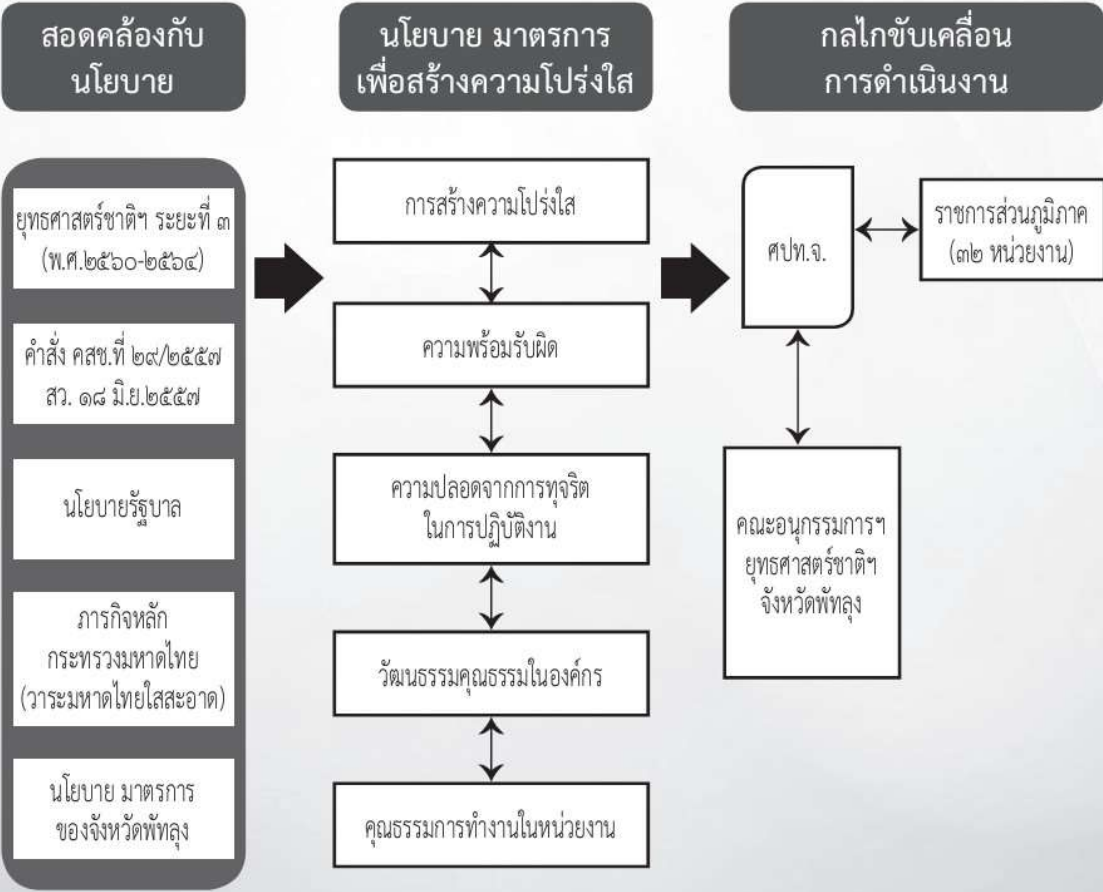 สอดคล้องกับ
นโยบาย
นโยบาย มาตรการ
เพื่อสร้างความโปร่งใส
กลไกขับเคลื่อน
การดำเนินงาน
ยุทธศาสตร์ชาติฯ ระยะที่ ๓
(พ.ศ.๒๕๖๐-๒๕๖๔)
คำสั่ง คสช.ที่ ๒๙/๒๕๕๗
สว. ๑๘ มิ.ย.๒๕๕๗
นโยบายรัฐบาล
ภารกิจหลัก
กระทรวงมหาดไทย
(วาระมหาดไทยใสสะอาด)
นโยบาย มาตรการ
ของจังหวัดพัทลุง
การสร้างความโปร่งใส
ความพร้อมรับผิด
ความปลอดจากการทุจริต
ในการปฏิบัติงาน
วัฒนธรรมคุณธรรมในองค์กร
คุณธรรมการทำงานในหน่วยงาน
ศปท.จ.
ราชการส่วนภูมิภาค
(๓๒ หน่วยงาน)
คณะอนุกรรมการฯ
ยุทธศาสตร์ชาติฯ
จังหวัดพัทลุง